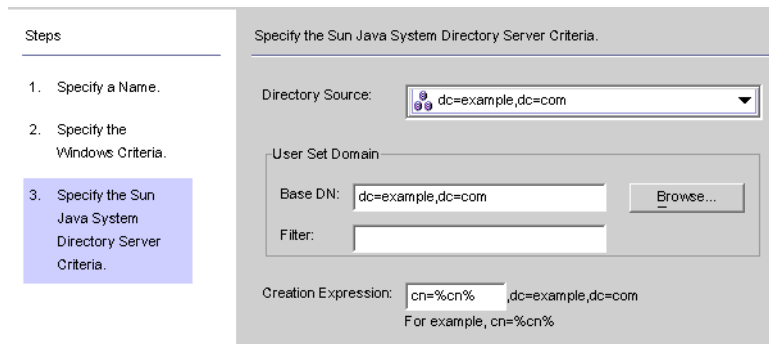 Steps
1. Specify a Name.
2. Specify the
Windows Criteria.
3. Specify the Sun
Java System
Directory Server
Criteria.
Specify the Sun Java System Directory Server Criteria.
Directory Source: dc=example,dc=com
User Set Domain
Base DN: dc=example,dc=com Browse...
Filter:
Creation Expression: cn=%cn% ,dc=example,dc=com
For example, cn=%cn%